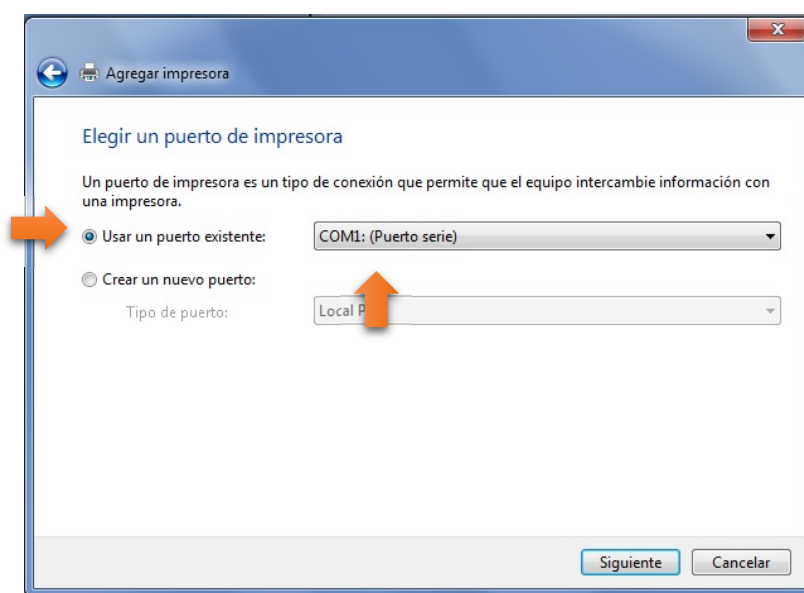 Agregar impresora
Elegir un puerto de impresora
Un puerto de impresora es un tipo de conexión que permite que el equipo intercambie información con
una impresora.
Usar un puerto existente:
COM1: (Puerto serie)
Crear un nuevo puerto:
Tipo de puerto:
Local
Siguiente
Cancelar